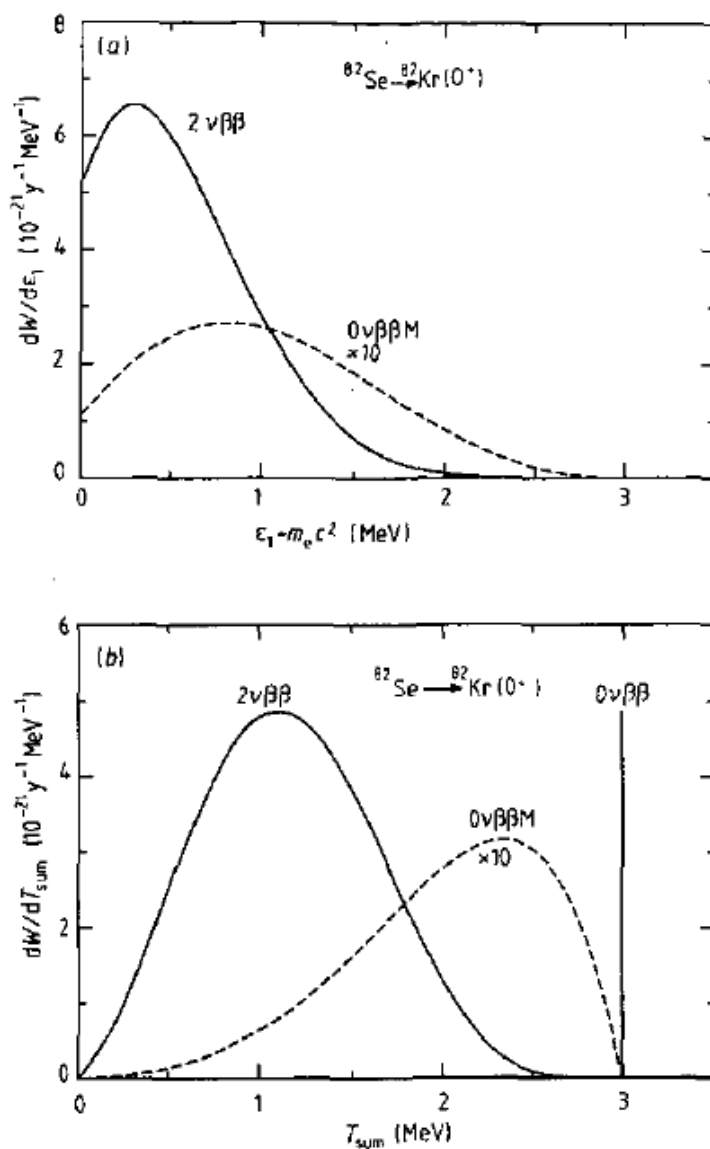 (a)
⁸²Se → ⁸²Kr(0⁺)
2νββ
0νββM
×10
dW/dε₁ (10⁻²¹ y⁻¹ MeV⁻¹)
8
6
4
2
0
0 1 2 3
ε₁-mₑc² (MeV)
(b)
⁸²Se → ⁸²Kr(0⁺)
2νββ
0νββ
0νββM
×10
dW/dT_sum (10⁻²¹ y⁻¹ MeV⁻¹)
6
4
2
0
0 1 2 3
T_sum (MeV)